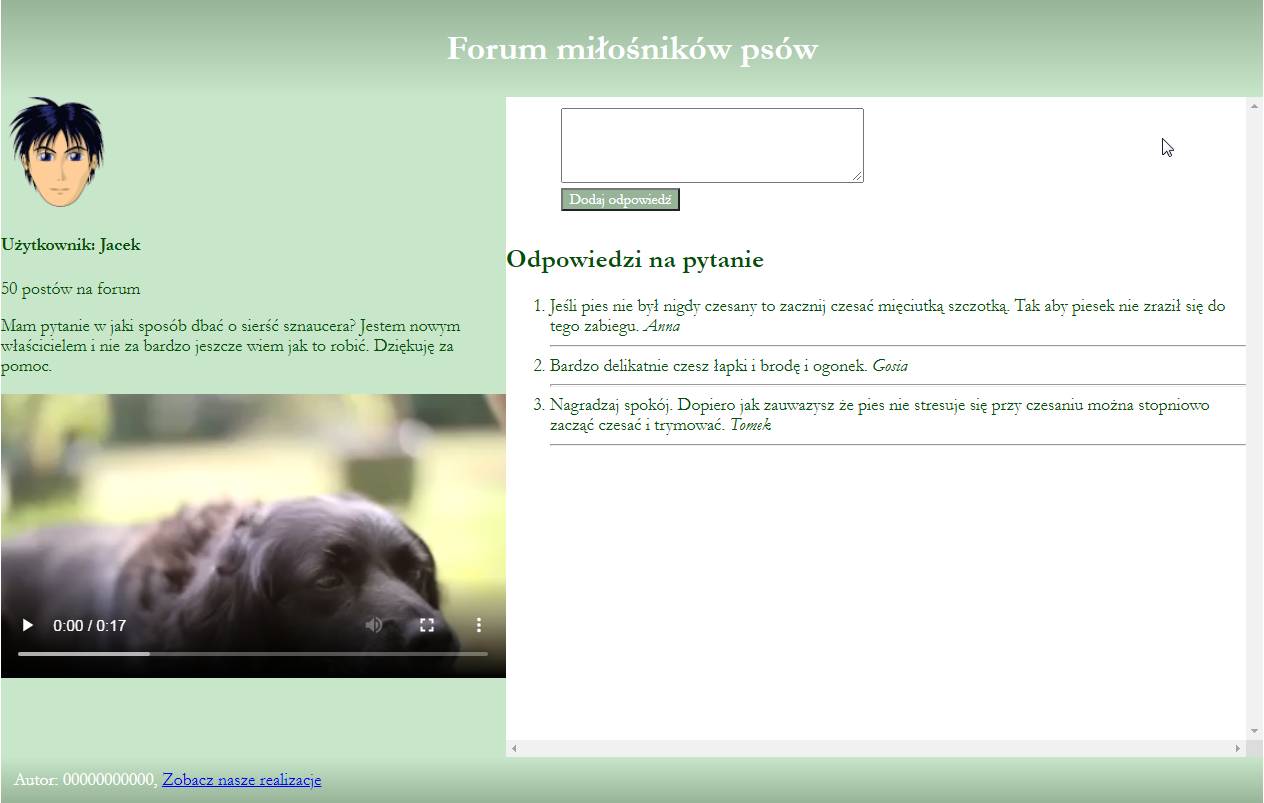 Forum miłośników psów
Użytkownik: Jacek
50 postów na forum
Mam pytanie w jaki sposób dbać o sierść sznaucera? Jestem nowym
właścicielem i nie za bardzo jeszcze wiem jak to robić. Dziękuję za
pomoc.
0:00 / 0:17
Dodaj odpowiedź
Odpowiedzi na pytanie
1. Jeśli pies nie był nigdy czesany to zacznij czesać mięciutką szczotką. Tak aby piesek nie zraził się do
tego zabiegu. Anna
2. Bardzo delikatnie czesz łapki i brodę i ogonek. Gosia
3. Nagradzaj spokój. Dopiero jak zauwazysz że pies nie stresuje się przy czesaniu można stopniowo
zacząć czesać i trymować. Tomek
Autor: 00000000000, Zobacz nasze realizacje